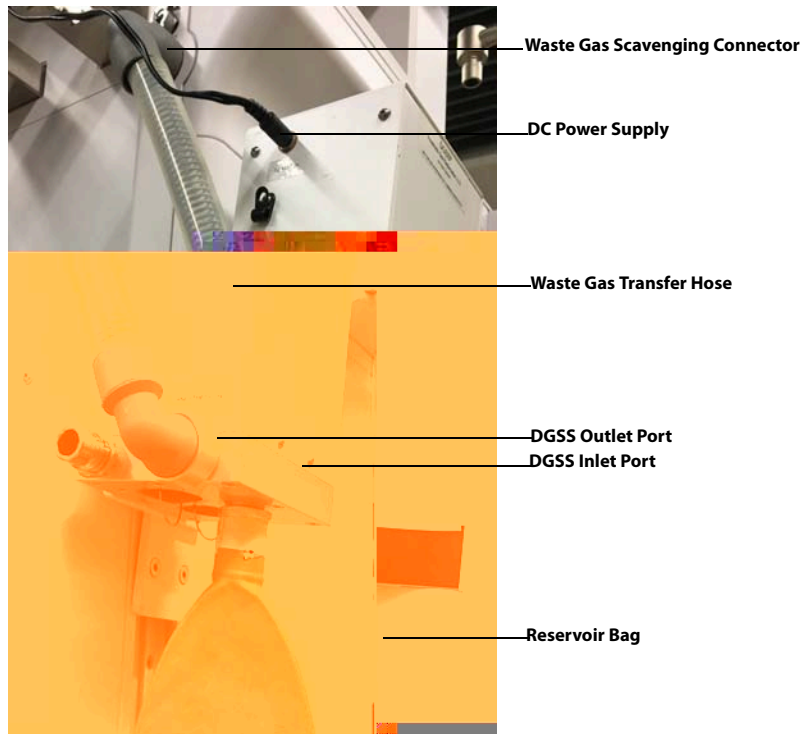 Waste Gas Scavenging Connector
DC Power Supply
Waste Gas Transfer Hose
DGSS Outlet Port
DGSS Inlet Port
Reservoir Bag